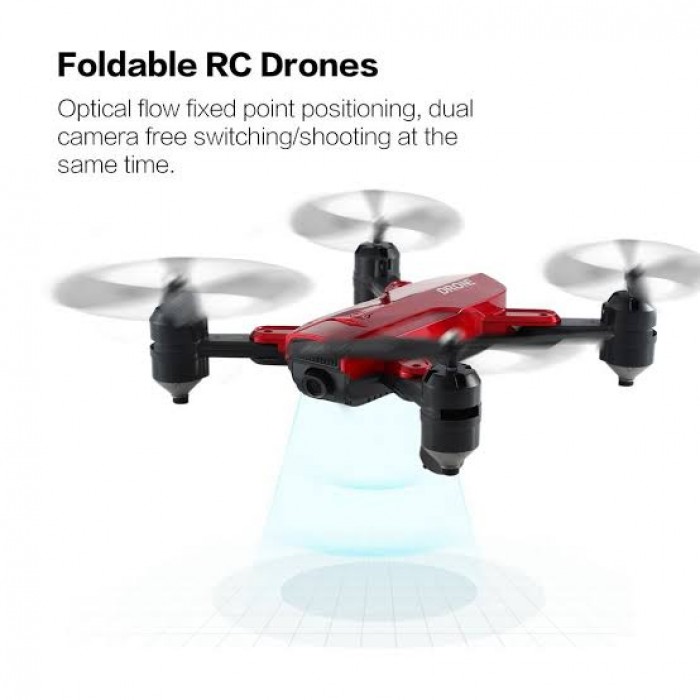 Foldable RC Drones
Optical flow fixed point positioning, dual
camera free switching/shooting at the
same time.
DRONE